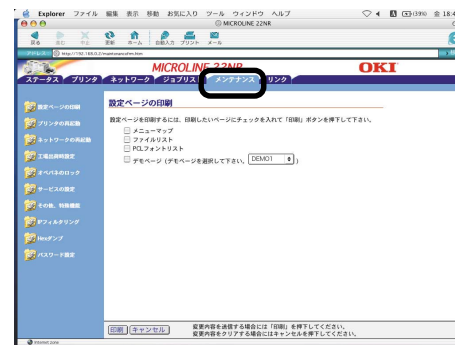 Explorer ファイル 編集 表示 移動 お気に入り ツール ウィンドウ ヘルプ (39%) 金 18:4
MICROLINE 22NR
戻る 進む 中止 更新 ホーム 自動入力 プリント メール
MICROLINE 22NR OKI
ステータス プリンタ ネットワーク ジョブリスト メンテナンス リンク
設定ページの印刷
設定ページの印刷
設定ページを印刷するには、印刷したいページにチェックを入れて「印刷」ボタンを押下して下さい。
プリンタの再起動
メニューマップ
ネットワークの再起動
ファイルリスト
PCLフォントリスト
工場出荷時設定
デモページ (デモページを選択して下さい。 DEMO1 )
オペパネのロック
サービスの設定
その他、特殊機能
IPフィルタリング
Hexダンプ
パスワード設定
印刷 キャンセル
変更内容を送信する場合には「印刷」を押下してください。
変更内容をクリアする場合にはキャンセルを押下してください。
Internet zone